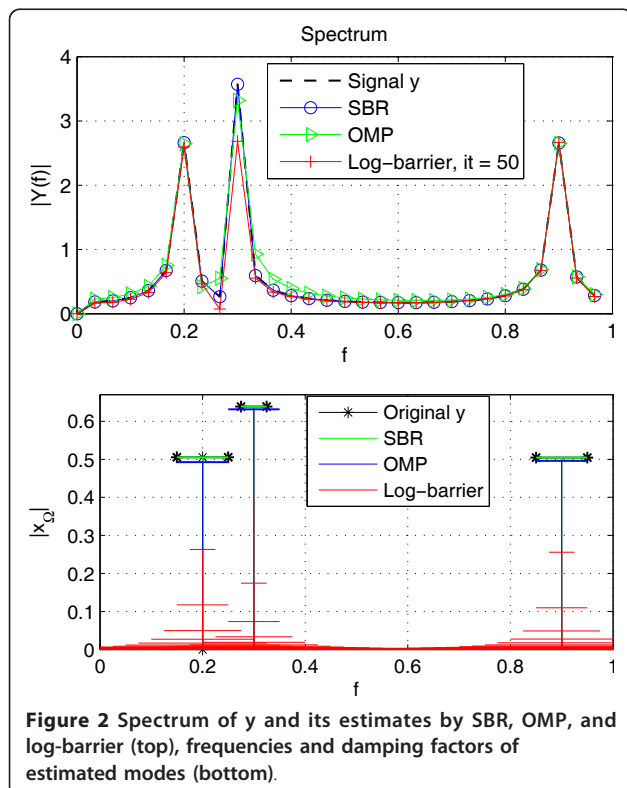 Spectrum
4
3
2
1
0
|Y(f)|
Signal y
SBR
OMP
Log−barrier, it = 50
0 0.2 0.4 0.6 0.8 1
f
0.6
0.5
0.4
0.3
0.2
0.1
0
|x_Ω|
Original y
SBR
OMP
Log−barrier
0 0.2 0.4 0.6 0.8 1
f
Figure 2 Spectrum of y and its estimates by SBR, OMP, and
log-barrier (top), frequencies and damping factors of
estimated modes (bottom).